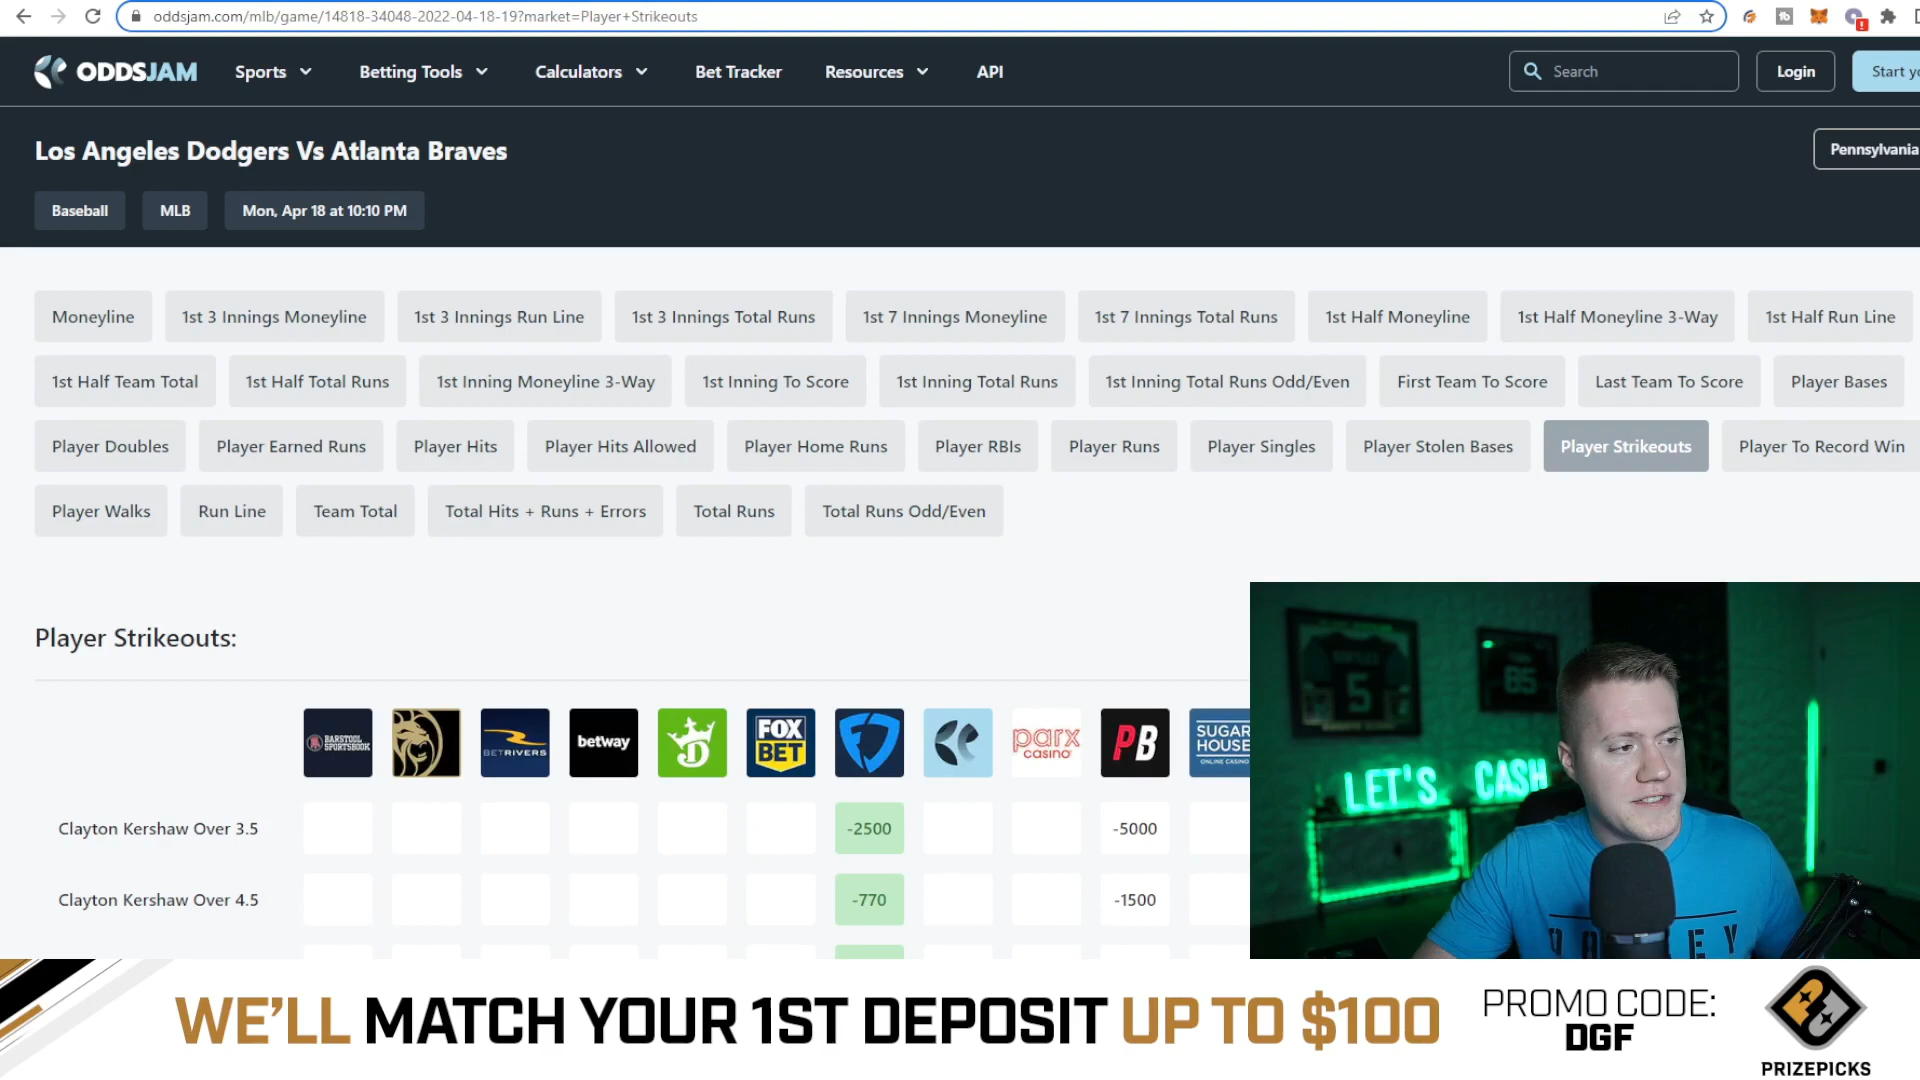 oddsjam.com/mlb/game/14818-34048-2022-04-18-19?market=Player+Strikeouts
ODDSJAM
Sports
Betting Tools
Calculators
Bet Tracker
Resources
API
Search
Login
Start yo
Los Angeles Dodgers Vs Atlanta Braves
Pennsylvania
Baseball
MLB
Mon, Apr 18 at 10:10 PM
Moneyline
1st 3 Innings Moneyline
1st 3 Innings Run Line
1st 3 Innings Total Runs
1st 7 Innings Moneyline
1st 7 Innings Total Runs
1st Half Moneyline
1st Half Moneyline 3-Way
1st Half Run Line
1st Half Team Total
1st Half Total Runs
1st Inning Moneyline 3-Way
1st Inning To Score
1st Inning Total Runs
1st Inning Total Runs Odd/Even
First Team To Score
Last Team To Score
Player Bases
Player Doubles
Player Earned Runs
Player Hits
Player Hits Allowed
Player Home Runs
Player RBIs
Player Runs
Player Singles
Player Stolen Bases
Player Strikeouts
Player To Record Win
Player Walks
Run Line
Team Total
Total Hits + Runs + Errors
Total Runs
Total Runs Odd/Even
Player Strikeouts:
BARSTOOL
SPORTSBOOK
BETRIVERS
betway
FOX
BET
parx
casino
PB
SUGAR
HOUSE
ONLINE CASINO
Clayton Kershaw Over 3.5
-2500
-5000
Clayton Kershaw Over 4.5
-770
-1500
5
85
LET'S CASH
WE'LL MATCH YOUR 1ST DEPOSIT UP TO $100
PROMO CODE:
DGF
PRIZEPICKS